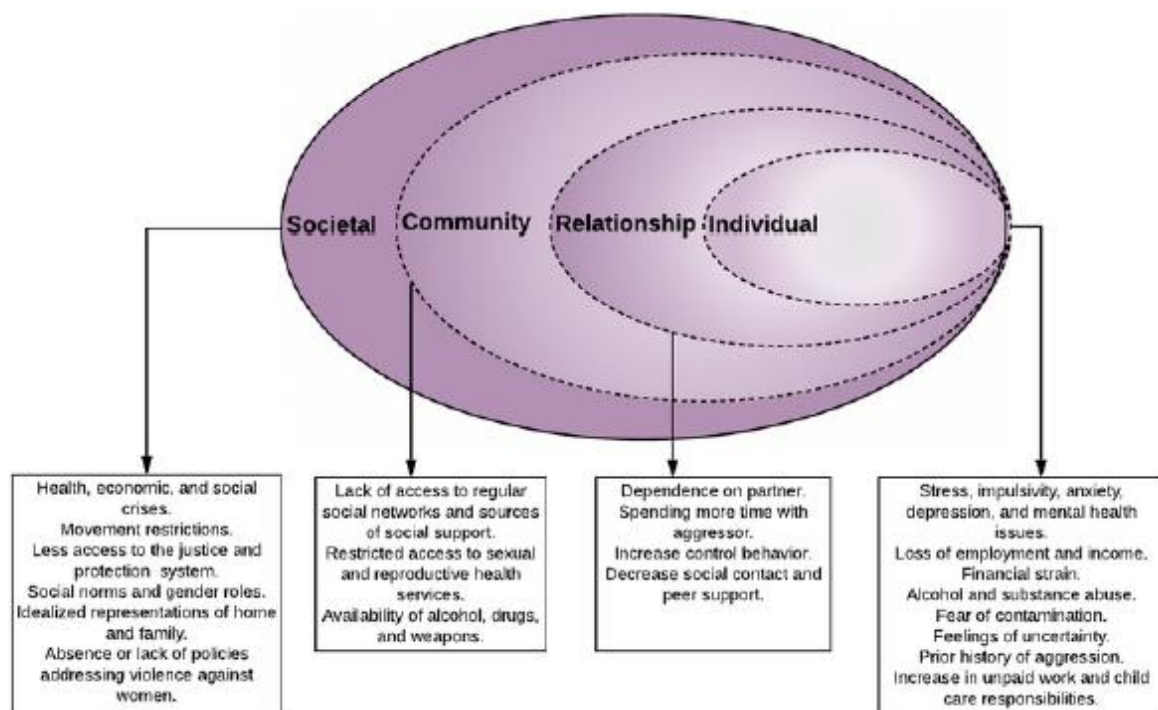 Societal
Community
Relationship
Individual
Health, economic, and social
crises.
Movement restrictions.
Less access to the justice and
protection system.
Social norms and gender roles.
Idealized representations of home
and family.
Absence or lack of policies
addressing violence against
women.
Lack of access to regular
social networks and sources
of social support.
Restricted access to sexual
and reproductive health
services.
Availability of alcohol, drugs,
and weapons.
Dependence on partner.
Spending more time with
aggressor.
Increase control behavior.
Decrease social contact and
peer support.
Stress, impulsivity, anxiety,
depression, and mental health
issues.
Loss of employment and income.
Financial strain.
Alcohol and substance abuse.
Fear of contamination.
Feelings of uncertainty.
Prior history of aggression.
Increase in unpaid work and child
care responsibilities.